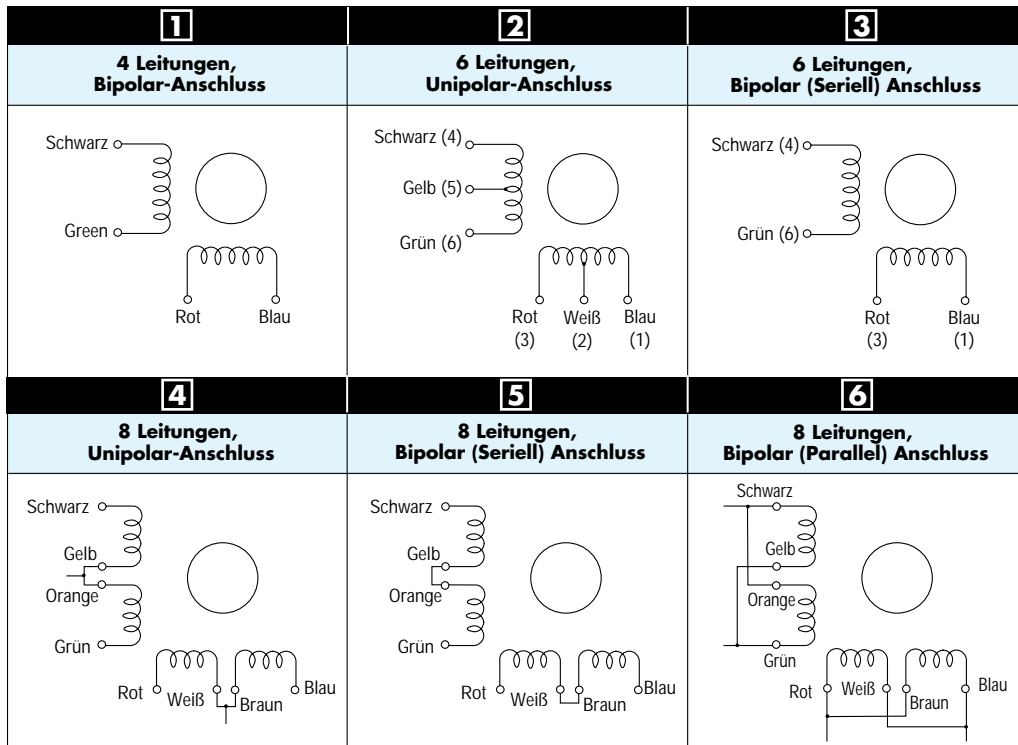 1
4 Leitungen,
Bipolar-Anschluss
Schwarz
Green
Rot
Blau
2
6 Leitungen,
Unipolar-Anschluss
Schwarz (4)
Gelb (5)
Grün (6)
Rot
(3)
Weiß
(2)
Blau
(1)
3
6 Leitungen,
Bipolar (Seriell) Anschluss
Schwarz (4)
Grün (6)
Rot
(3)
Blau
(1)
4
8 Leitungen,
Unipolar-Anschluss
Schwarz
Gelb
Orange
Grün
Rot
Weiß
Braun
Blau
5
8 Leitungen,
Bipolar (Seriell) Anschluss
Schwarz
Gelb
Orange
Grün
Rot
Weiß
Braun
Blau
6
8 Leitungen,
Bipolar (Parallel) Anschluss
Schwarz
Gelb
Orange
Grün
Rot
Weiß
Braun
Blau